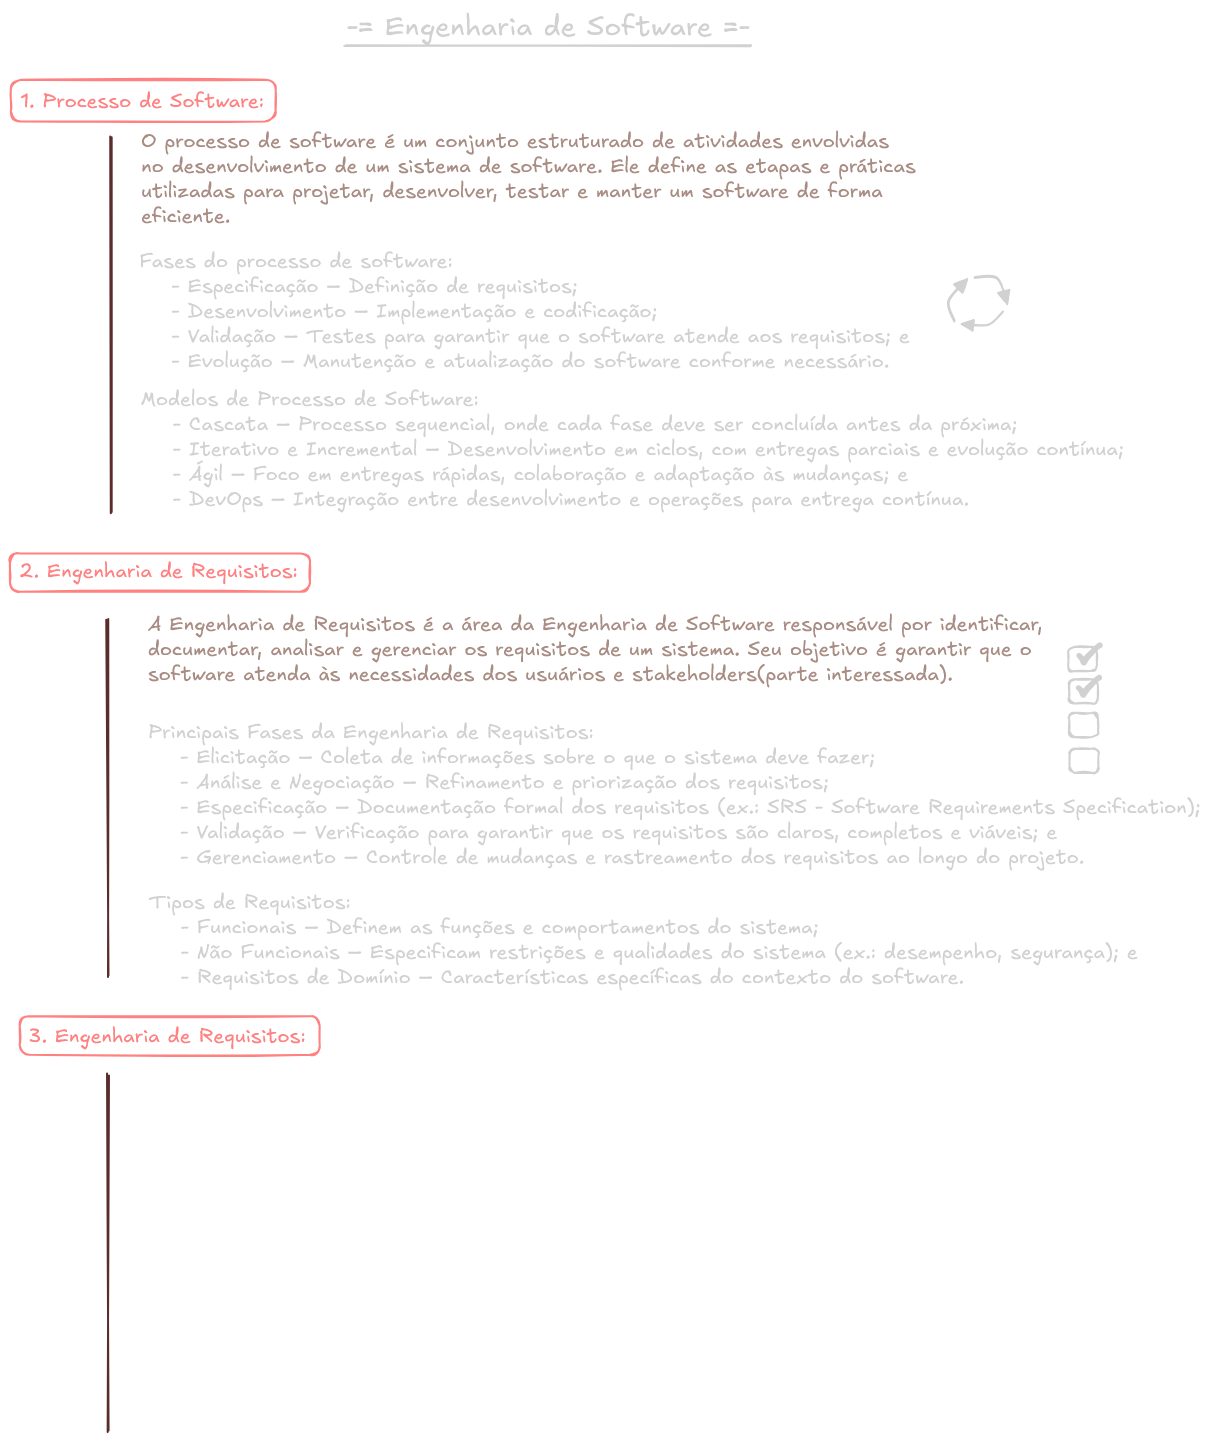 -= Engenharia de Software =-
1. Processo de Software:
O processo de software é um conjunto estruturado de atividades envolvidas
no desenvolvimento de um sistema de software. Ele define as etapas e práticas
utilizadas para projetar, desenvolver, testar e manter um software de forma
eficiente.
Fases do processo de software:
- Especificação — Definição de requisitos;
- Desenvolvimento — Implementação e codificação;
- Validação — Testes para garantir que o software atende aos requisitos; e
- Evolução — Manutenção e atualização do software conforme necessário.
Modelos de Processo de Software:
- Cascata — Processo sequencial, onde cada fase deve ser concluída antes da próxima;
- Iterativo e Incremental — Desenvolvimento em ciclos, com entregas parciais e evolução contínua;
- Ágil — Foco em entregas rápidas, colaboração e adaptação às mudanças; e
- DevOps — Integração entre desenvolvimento e operações para entrega contínua.
2. Engenharia de Requisitos:
A Engenharia de Requisitos é a área da Engenharia de Software responsável por identificar,
documentar, analisar e gerenciar os requisitos de um sistema. Seu objetivo é garantir que o
software atenda às necessidades dos usuários e stakeholders(parte interessada).
Principais Fases da Engenharia de Requisitos:
- Elicitação — Coleta de informações sobre o que o sistema deve fazer;
- Análise e Negociação — Refinamento e priorização dos requisitos;
- Especificação — Documentação formal dos requisitos (ex.: SRS - Software Requirements Specification);
- Validação — Verificação para garantir que os requisitos são claros, completos e viáveis; e
- Gerenciamento — Controle de mudanças e rastreamento dos requisitos ao longo do projeto.
Tipos de Requisitos:
- Funcionais — Definem as funções e comportamentos do sistema;
- Não Funcionais — Especificam restrições e qualidades do sistema (ex.: desempenho, segurança); e
- Requisitos de Domínio — Características específicas do contexto do software.
3. Engenharia de Requisitos: